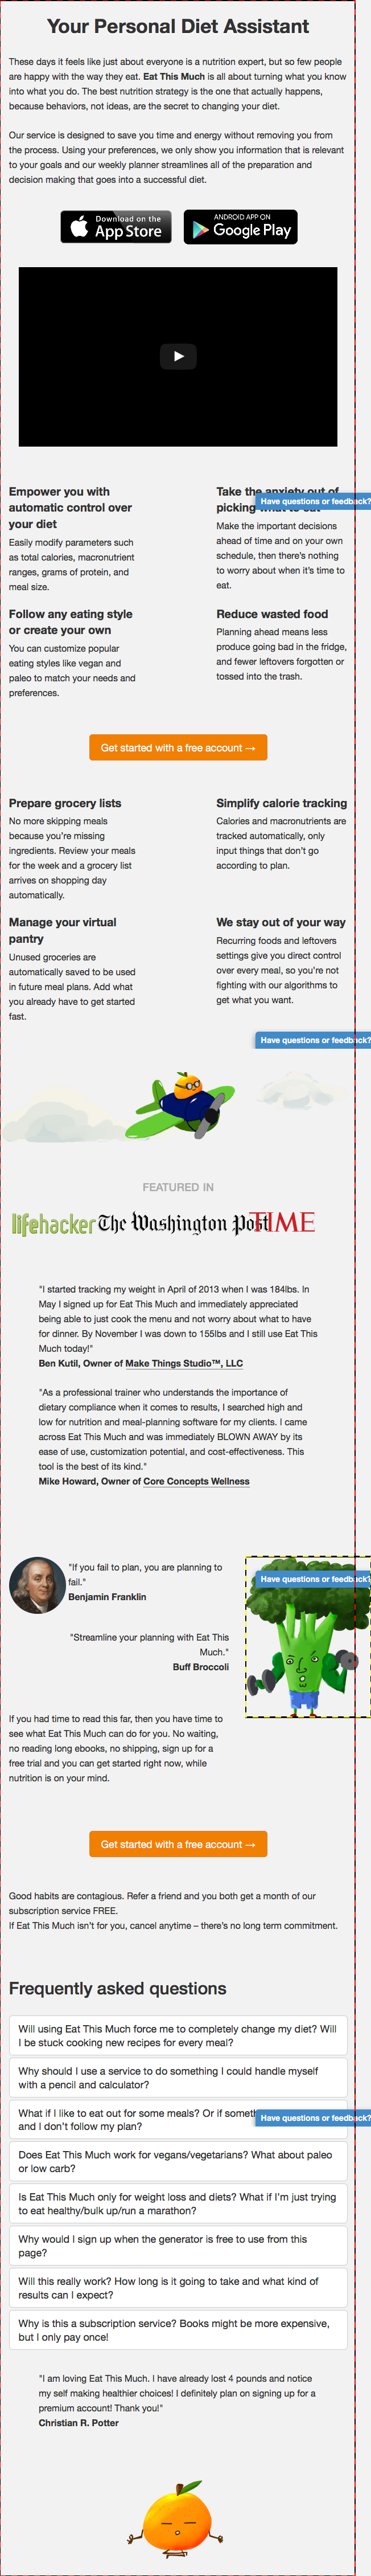 Your Personal Diet Assistant
These days it feels like just about everyone is a nutrition expert, but so few people
are happy with the way they eat. Eat This Much is all about turning what you know
into what you do. The best nutrition strategy is the one that actually happens,
because behaviors, not ideas, are the secret to changing your diet.
Our service is designed to save you time and energy without removing you from
the process. Using your preferences, we only show you information that is relevant
to your goals and our weekly planner streamlines all of the preparation and
decision making that goes into a successful diet.
Download on the
App Store
ANDROID APP ON
Google Play
Empower you with
automatic control over
your diet
Easily modify parameters such
as total calories, macronutrient
ranges, grams of protein, and
meal size.
Take the anxiety out of
picking what to eat
Have questions or feedback?
Make the important decisions
ahead of time and on your own
schedule, then there's nothing
to worry about when it's time to
eat.
Follow any eating style
or create your own
You can customize popular
eating styles like vegan and
paleo to match your needs and
preferences.
Reduce wasted food
Planning ahead means less
produce going bad in the fridge,
and fewer leftovers forgotten or
tossed into the trash.
Get started with a free account →
Prepare grocery lists
No more skipping meals
because you're missing
ingredients. Review your meals
for the week and a grocery list
arrives on shopping day
automatically.
Simplify calorie tracking
Calories and macronutrients are
tracked automatically, only
input things that don't go
according to plan.
Manage your virtual
pantry
Unused groceries are
automatically saved to be used
in future meal plans. Add what
you already have to get started
fast.
We stay out of your way
Recurring foods and leftovers
settings give you direct control
over every meal, so you're not
fighting with our algorithms to
get what you want.
Have questions or feedback?
FEATURED IN
lifehacker The Washington Post TIME
"I started tracking my weight in April of 2013 when I was 184lbs. In
May I signed up for Eat This Much and immediately appreciated
being able to just cook the menu and not worry about what to have
for dinner. By November I was down to 155lbs and I still use Eat This
Much today!"
Ben Kutil, Owner of Make Things Studio™, LLC
"As a professional trainer who understands the importance of
dietary compliance when it comes to results, I searched high and
low for nutrition and meal-planning software for my clients. I came
across Eat This Much and was immediately BLOWN AWAY by its
ease of use, customization potential, and cost-effectiveness. This
tool is the best of its kind."
Mike Howard, Owner of Core Concepts Wellness
"If you fail to plan, you are planning to
fail."
Benjamin Franklin
Have questions or feedback?
"Streamline your planning with Eat This
Much."
Buff Broccoli
If you had time to read this far, then you have time to
see what Eat This Much can do for you. No waiting,
no reading long ebooks, no shipping, sign up for a
free trial and you can get started right now, while
nutrition is on your mind.
Get started with a free account →
Good habits are contagious. Refer a friend and you both get a month of our
subscription service FREE.
If Eat This Much isn't for you, cancel anytime – there's no long term commitment.
Frequently asked questions
Will using Eat This Much force me to completely change my diet? Will
I be stuck cooking new recipes for every meal?
Why should I use a service to do something I could handle myself
with a pencil and calculator?
What if I like to eat out for some meals? Or if
and I don't follow my plan?
Have questions or feedback?
Does Eat This Much work for vegans/vegetarians? What about paleo
or low carb?
Is Eat This Much only for weight loss and diets? What if I'm just trying
to eat healthy/bulk up/run a marathon?
Why would I sign up when the generator is free to use from this
page?
Will this really work? How long is it going to take and what kind of
results can I expect?
Why is this a subscription service? Books might be more expensive,
but I only pay once!
"I am loving Eat This Much. I have already lost 4 pounds and notice
my self making healthier choices! I definitely plan on signing up for a
premium account! Thank you!"
Christian R. Potter